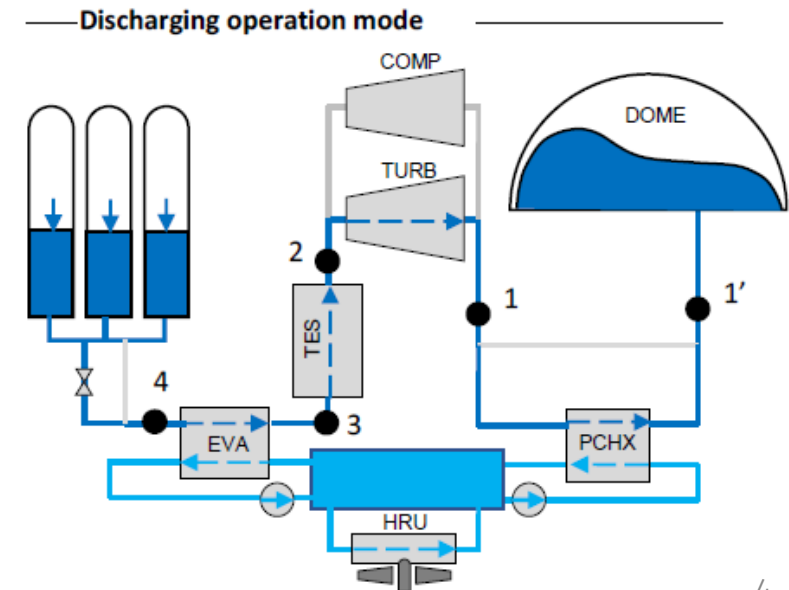 Discharging operation mode
COMP
DOME
TURB
2
1
1’
TES
4
3
EVA
PCHX
HRU